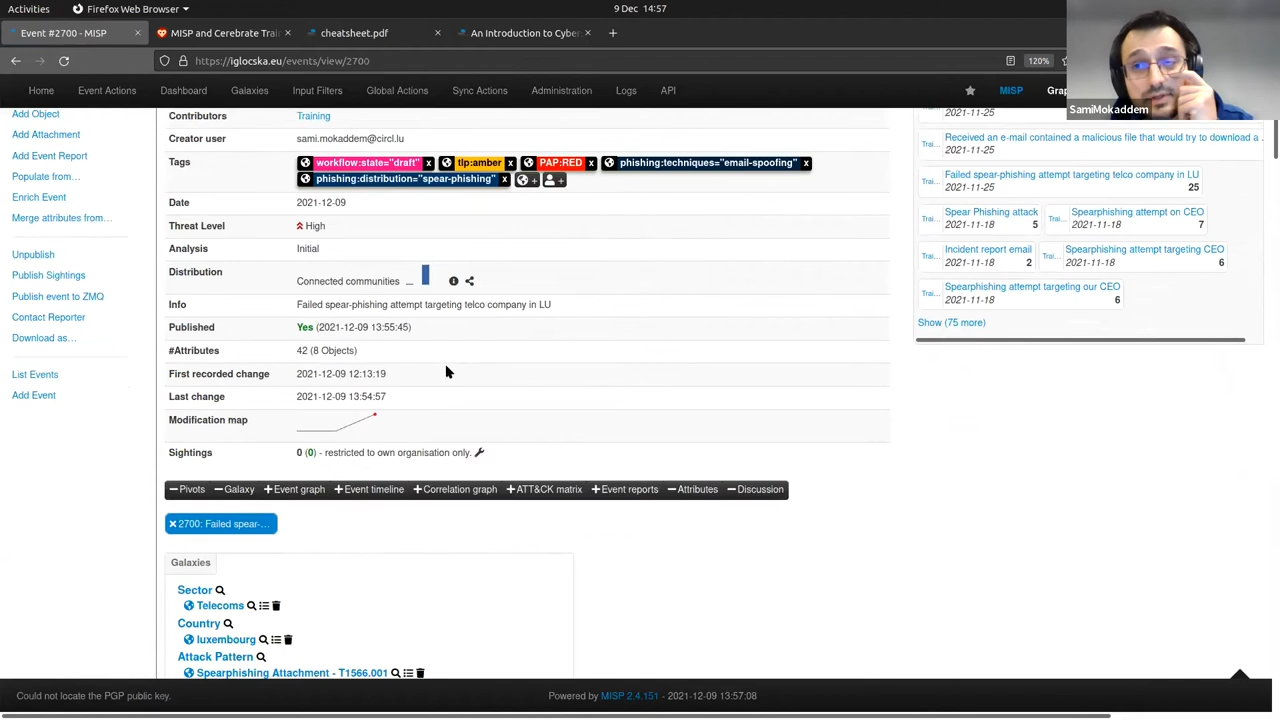 Activities Firefox Web Browser 9 Dec 14:57
Event #2700 - MISP × MISP and Cerebrate Trai × cheatsheet.pdf × An Introduction to Cyber × +
https://iglocska.eu/events/view/2700 120%
Home Event Actions Dashboard Galaxies Input Filters Global Actions Sync Actions Administration Logs API MISP
SamiMokaddem
Add Object
Add Attachment
Add Event Report
Populate from…
Enrich Event
Merge attributes from…
Unpublish
Publish Sightings
Publish event to ZMQ
Contact Reporter
Download as…
List Events
Add Event
Contributors Training
Creator user sami.mokaddem@circl.lu
Tags workflow:state="draft" x tlp:amber x PAP:RED x phishing:techniques="email-spoofing" x
phishing:distribution="spear-phishing" x + +
Date 2021-12-09
Threat Level High
Analysis Initial
Distribution Connected communities
Info Failed spear-phishing attempt targeting telco company in LU
Published Yes (2021-12-09 13:55:45)
#Attributes 42 (8 Objects)
First recorded change 2021-12-09 12:13:19
Last change 2021-12-09 13:54:57
Modification map
Sightings 0 (0) - restricted to own organisation only.
Pivots Galaxy Event graph Event timeline Correlation graph ATT&CK matrix Event reports Attributes Discussion
2700: Failed spear-…
Galaxies
Sector
Telecoms
Country
luxembourg
Attack Pattern
Spearphishing Attachment - T1566.001
2021-11-25
Trai… Received an e-mail contained a malicious file that would try to download a
2021-11-25
Trai… Failed spear-phishing attempt targeting telco company in LU
2021-11-25 25
Trai… Spear Phishing attack
2021-11-18 5
Trai… Spearphishing attempt on CEO
2021-11-18 7
Trai… Incident report email
2021-11-18 2
Trai… Spearphishing attempt targeting CEO
2021-11-18 6
Trai… Spearphishing attempt targeting our CEO
2021-11-18 6
Show (75 more)
Could not locate the PGP public key. Powered by MISP 2.4.151 - 2021-12-09 13:57:08